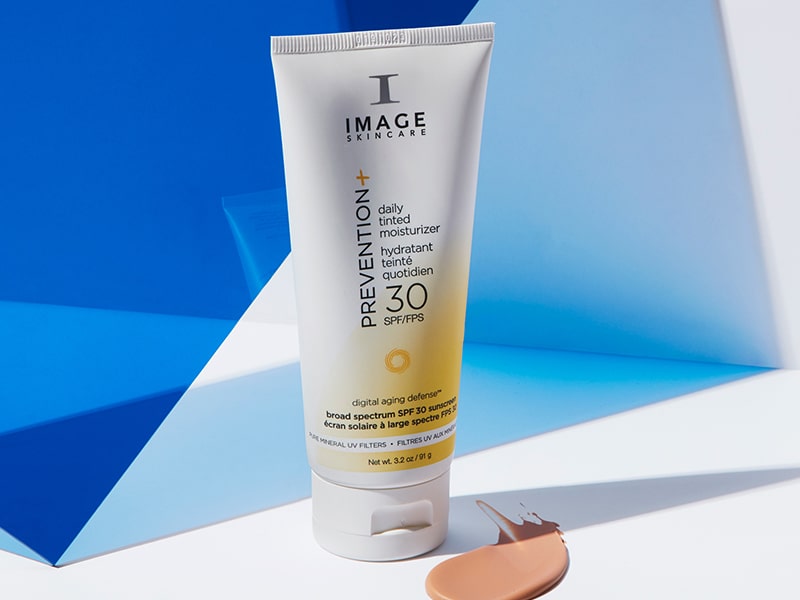 I
IMAGE
SKINCARE
PREVENTION+
daily
tinted
moisturizer
hydratant
teinté
quotidien
30
SPF/FPS
digital aging defense™
broad spectrum SPF 30 sunscreen
écran solaire à large spectre FPS 30
PURE MINERAL UV FILTERS • FILTRES UV AUX
Net wt. 3.2 oz / 91 g